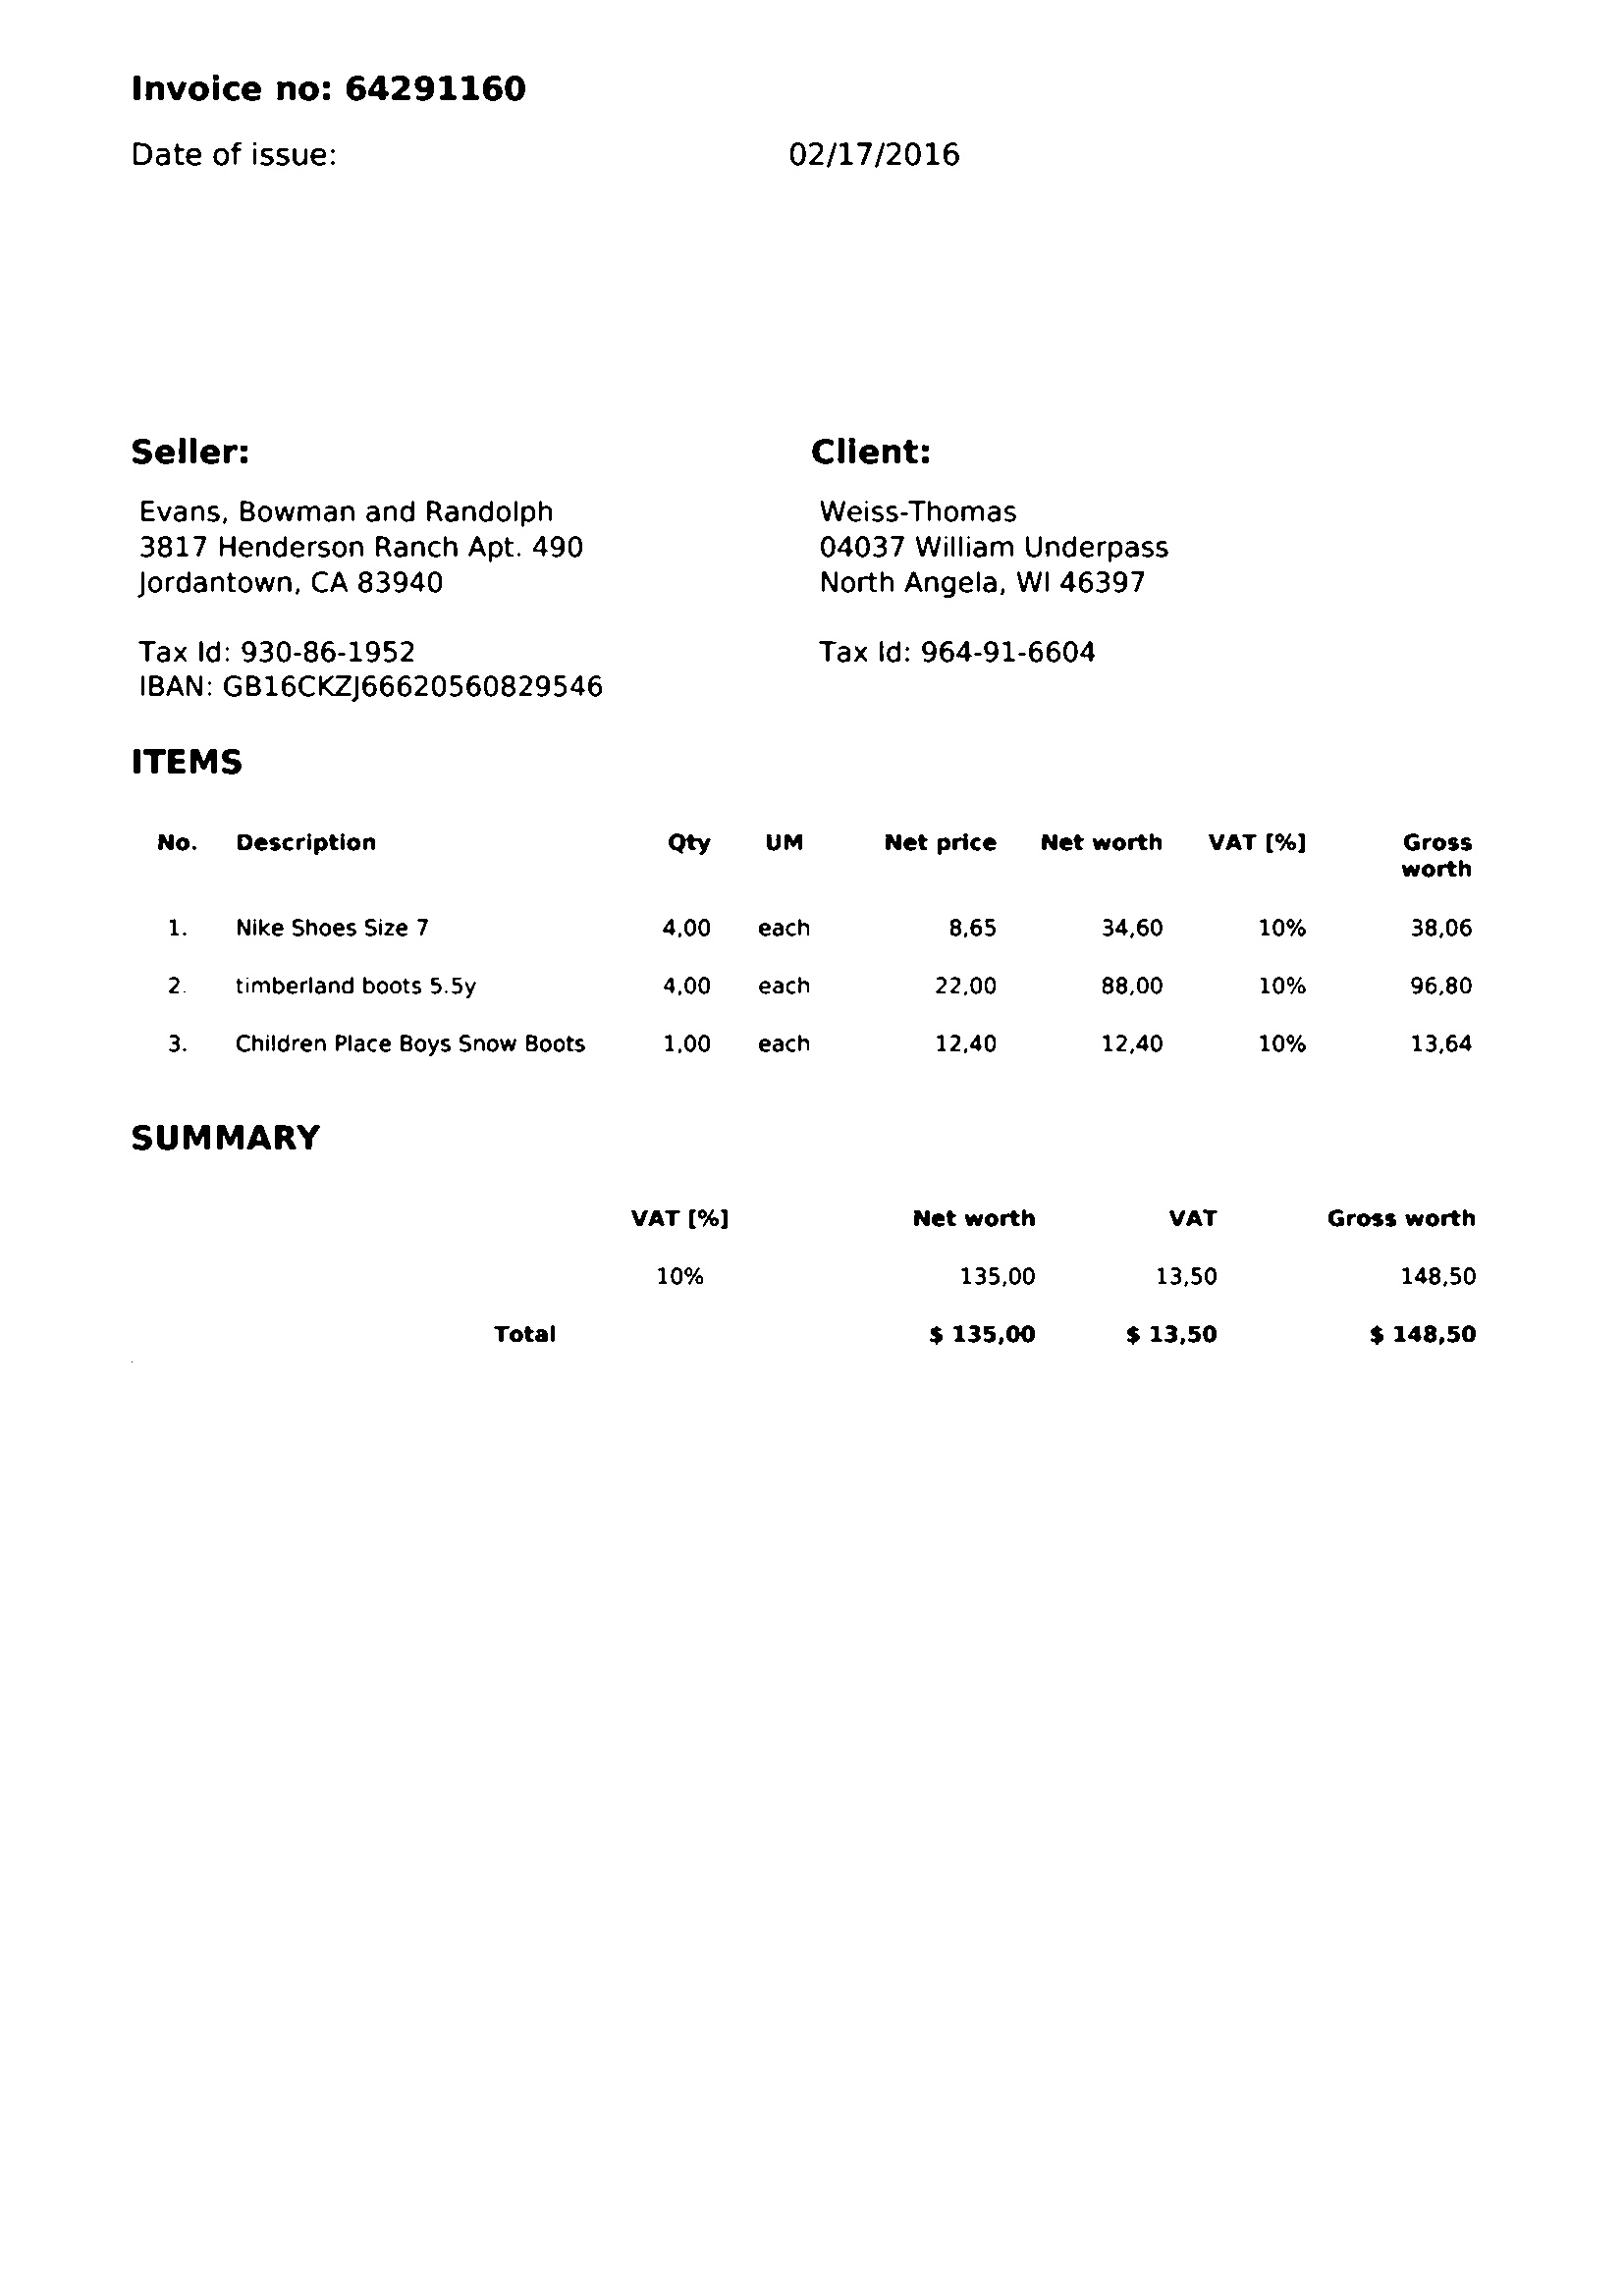 Invoice no: 64291160
Date of issue: 02/17/2016
Seller:
Evans, Bowman and Randolph
3817 Henderson Ranch Apt. 490
Jordantown, CA 83940
Tax Id: 930-86-1952
IBAN: GB16CKZJ66620560829546
Client:
Weiss-Thomas
04037 William Underpass
North Angela, WI 46397
Tax Id: 964-91-6604
ITEMS
No. Description Qty UM Net price Net worth VAT [%] Gross worth
1. Nike Shoes Size 7 4,00 each 8,65 34,60 10% 38,06
2. timberland boots 5.5y 4,00 each 22,00 88,00 10% 96,80
3. Children Place Boys Snow Boots 1,00 each 12,40 12,40 10% 13,64
SUMMARY
VAT [%] Net worth VAT Gross worth
10% 135,00 13,50 148,50
Total $ 135,00 $ 13,50 $ 148,50